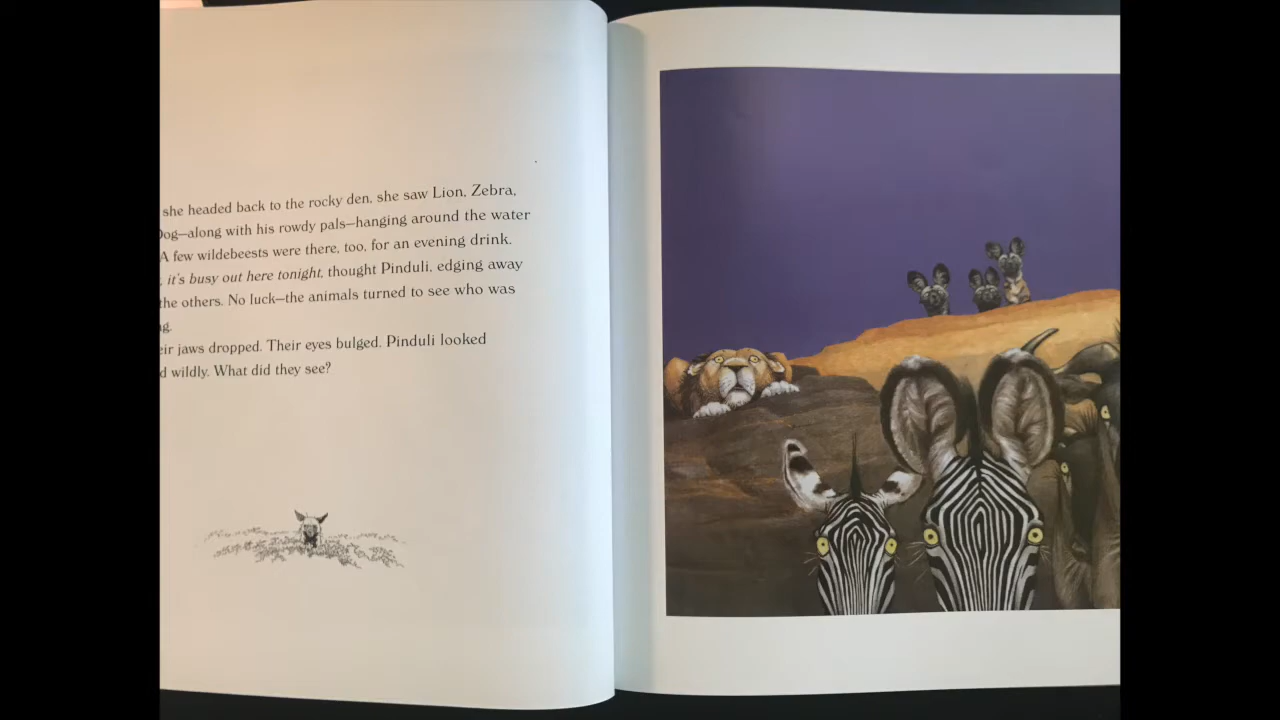 she headed back to the rocky den, she saw Lion, Zebra,
Dog—along with his rowdy pals—hanging around the water
A few wildebeests were there, too, for an evening drink.
, it's busy out here tonight, thought Pinduli, edging away
the others. No luck—the animals turned to see who was
g.
eir jaws dropped. Their eyes bulged. Pinduli looked
d wildly. What did they see?